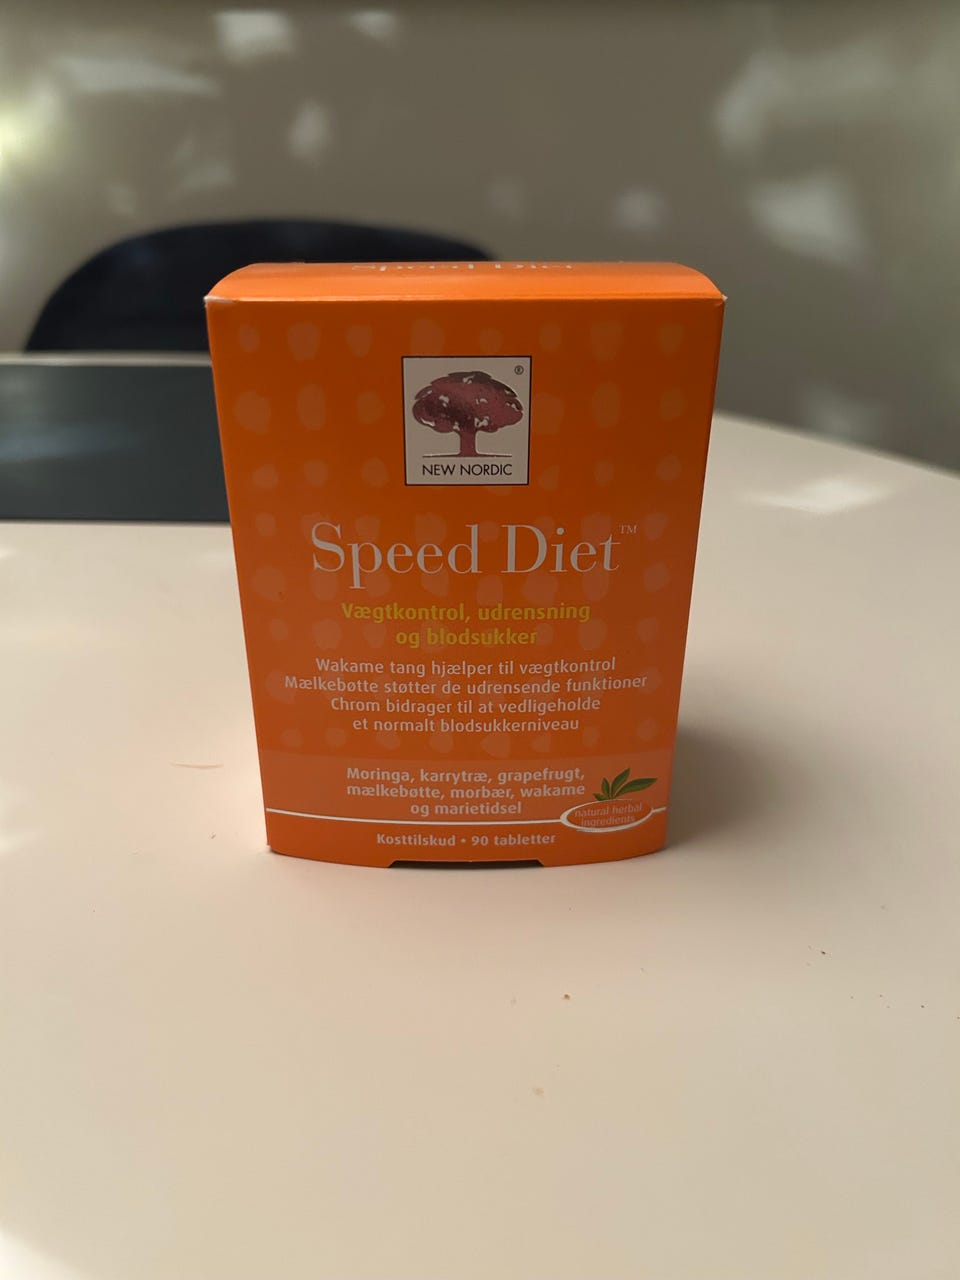 Speed Diet
®
NEW NORDIC
Speed Diet™
Vægtkontrol, udrensning
og blodsukker
Wakame tang hjælper til vægtkontrol
Mælkebøtte støtter de udrensende funktioner
Chrom bidrager til at vedligeholde
et normalt blodsukkerniveau
Moringa, karrytræ, grapefrugt,
mælkebøtte, morbær, wakame
og marietidsel
natural herbal
ingredients
Kosttilskud • 90 tabletter